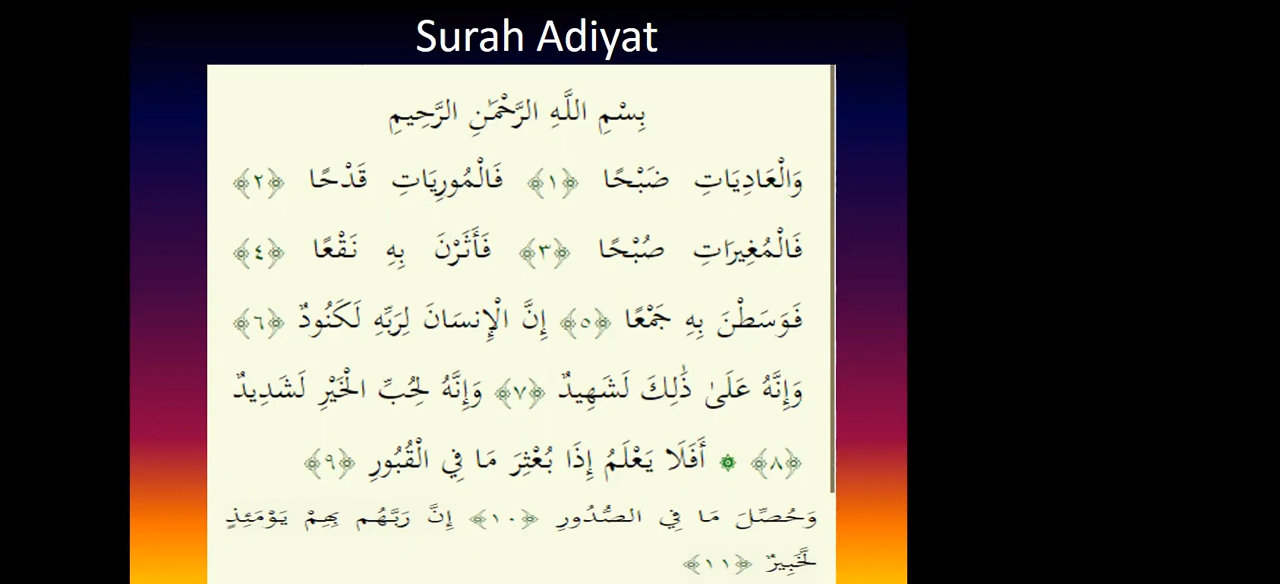 Surah Adiyat
بِسْمِ اللَّهِ الرَّحْمَٰنِ الرَّحِيمِ
وَالْعَادِيَاتِ ضَبْحًا ﴿١﴾ فَالْمُورِيَاتِ قَدْحًا ﴿٢﴾
فَالْمُغِيرَاتِ صُبْحًا ﴿٣﴾ فَأَثَرْنَ بِهِ نَقْعًا ﴿٤﴾
فَوَسَطْنَ بِهِ جَمْعًا ﴿٥﴾ إِنَّ الْإِنسَانَ لِرَبِّهِ لَكَنُودٌ ﴿٦﴾
وَإِنَّهُ عَلَىٰ ذَٰلِكَ لَشَهِيدٌ ﴿٧﴾ وَإِنَّهُ لِحُبِّ الْخَيْرِ لَشَدِيدٌ
﴿٨﴾ ۞ أَفَلَا يَعْلَمُ إِذَا بُعْثِرَ مَا فِي الْقُبُورِ ﴿٩﴾
وَحُصِّلَ مَا فِي الصُّدُورِ ﴿١٠﴾ إِنَّ رَبَّهُم بِهِمْ يَوْمَئِذٍ
لَّخَبِيرٌ ﴿١١﴾